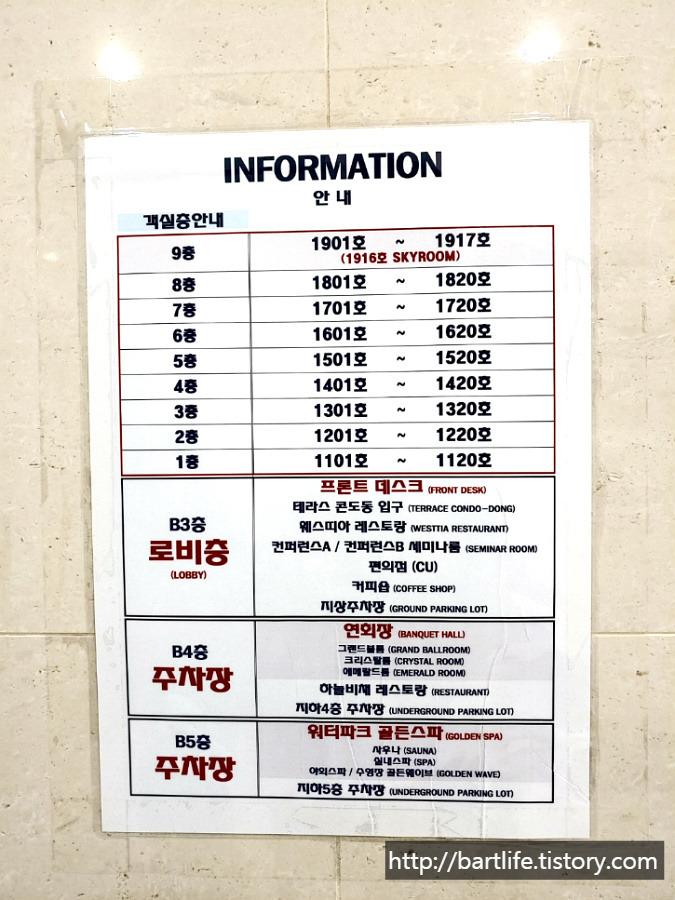 INFORMATION
안 내
객실층안내
9층 1901호 ~ 1917호
(1916호 SKYROOM)
8층 1801호 ~ 1820호
7층 1701호 ~ 1720호
6층 1601호 ~ 1620호
5층 1501호 ~ 1520호
4층 1401호 ~ 1420호
3층 1301호 ~ 1320호
2층 1201호 ~ 1220호
1층 1101호 ~ 1120호
B3층
로비층
(LOBBY)
프론트 데스크 (FRONT DESK)
테라스 콘도동 입구 (TERRACE CONDO-DONG)
웨스띠아 레스토랑 (WESTTIA RESTAURANT)
컨퍼런스A / 컨퍼런스B 세미나룸 (SEMINAR ROOM)
편의점 (CU)
커피숍 (COFFEE SHOP)
지상주차장 (GROUND PARKING LOT)
B4층
주차장
연회장 (BANQUET HALL)
그랜드볼룸 (GRAND BALLROOM)
크리스탈룸 (CRYSTAL ROOM)
에메랄드룸 (EMERALD ROOM)
하늘비채 레스토랑 (RESTAURANT)
지하4층 주차장 (UNDERGROUND PARKING LOT)
B5층
주차장
워터파크 골든스파 (GOLDEN SPA)
사우나 (SAUNA)
실내스파 (SPA)
야외스파 / 수영장 골든웨이브 (GOLDEN WAVE)
지하5층 주차장 (UNDERGROUND PARKING LOT)
http://bartlife.tistory.com